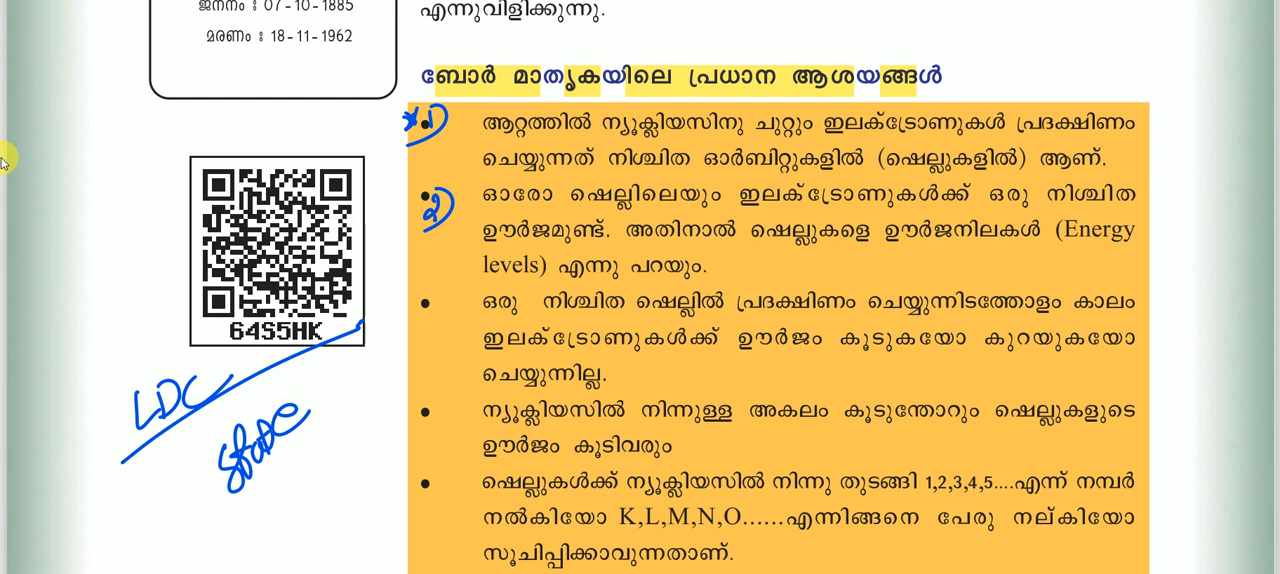 ജനനം : 07-10-1885
മരണം : 18-11-1962
എന്നുവിളിക്കുന്നു.
ബോർ മാതൃകയിലെ പ്രധാന ആശയങ്ങൾ
1) ആറ്റത്തിൽ ന്യൂക്ലിയസിനു ചുറ്റും ഇലക്ട്രോണുകൾ പ്രദക്ഷിണം
ചെയ്യുന്നത് നിശ്ചിത ഓർബിറ്റുകളിൽ (ഷെല്ലുകളിൽ) ആണ്.
2) ഓരോ ഷെല്ലിലെയും ഇലക്ട്രോണുകൾക്ക് ഒരു നിശ്ചിത
ഊർജമുണ്ട്. അതിനാൽ ഷെല്ലുകളെ ഊർജനിലകൾ (Energy
levels) എന്നു പറയും.
• ഒരു നിശ്ചിത ഷെല്ലിൽ പ്രദക്ഷിണം ചെയ്യുന്നിടത്തോളം കാലം
ഇലക്ട്രോണുകൾക്ക് ഊർജം കൂടുകയോ കുറയുകയോ
ചെയ്യുന്നില്ല.
• ന്യൂക്ലിയസിൽ നിന്നുള്ള അകലം കൂടുന്തോറും ഷെല്ലുകളുടെ
ഊർജം കൂടിവരും
• ഷെല്ലുകൾക്ക് ന്യൂക്ലിയസിൽ നിന്നു തുടങ്ങി 1,2,3,4,5....എന്ന് നമ്പർ
നൽകിയോ K,L,M,N,O......എന്നിങ്ങനെ പേരു നല്കിയോ
സൂചിപ്പിക്കാവുന്നതാണ്.
64S5HK
LDC
State